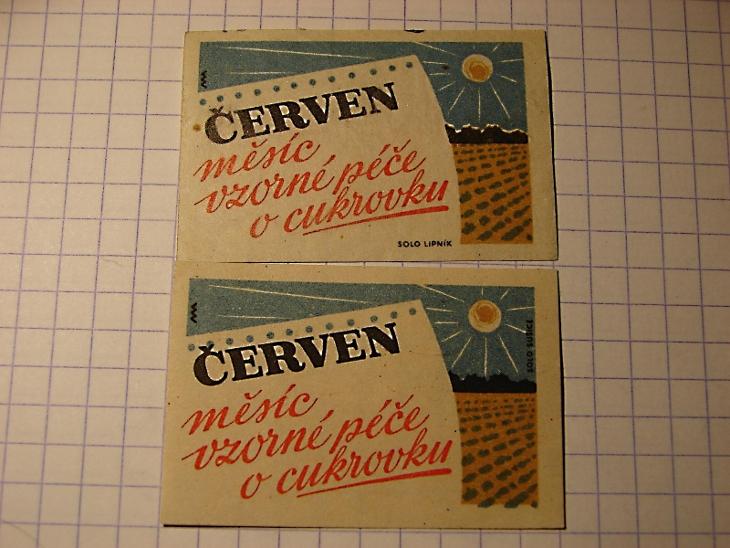 ČERVEN
měsíc
vzorné péče
o cukrovku
SOLO LIPNÍK
SOLO SUŠICE
ČERVEN
měsíc
vzorné péče
o cukrovku